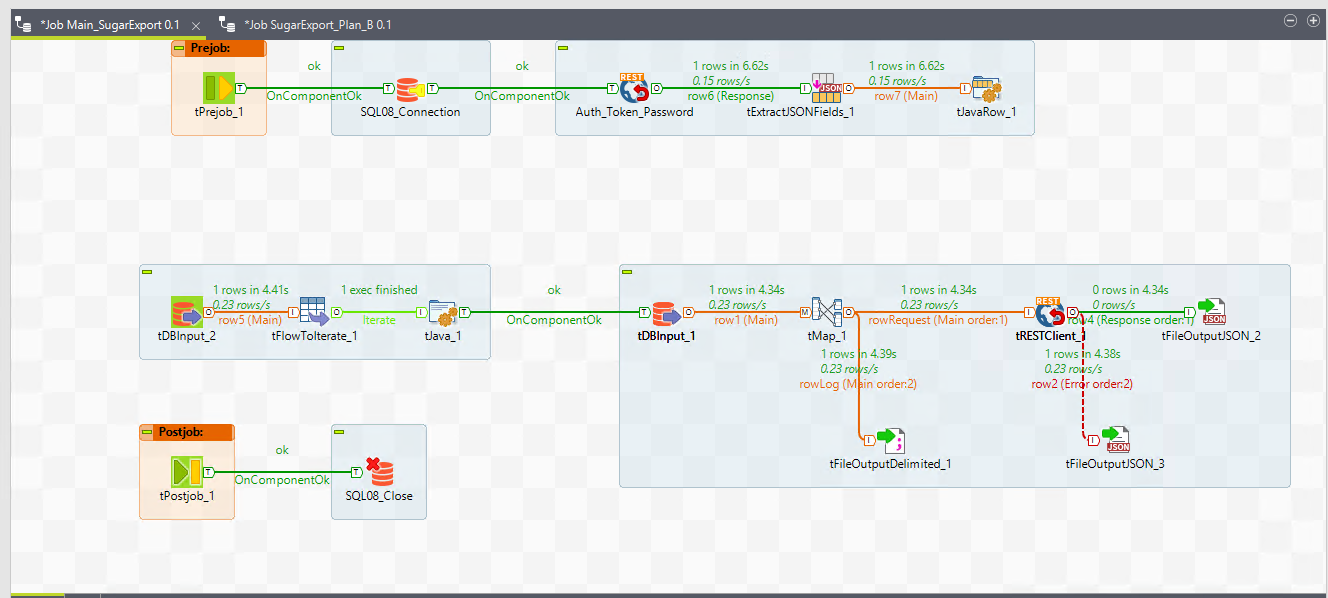 *Job Main_SugarExport 0.1
*Job SugarExport_Plan_B 0.1
Prejob:
ok
ok
1 rows in 6.62s
1 rows in 6.62s
REST
0.15 rows/s
JSON
0.15 rows/s
T
OnComponentOk
T
T
OnComponentOk
T
O
row6 (Response)
I
O
row7 (Main)
I
tPrejob_1
SQL08_Connection
Auth_Token_Password
tExtractJSONFields_1
tJavaRow_1
1 rows in 4.41s
1 exec finished
ok
1 rows in 4.34s
1 rows in 4.34s
0 rows in 4.34s
0.23 rows/s
0.23 rows/s
0.23 rows/s
REST
0 rows/s
O
row5 (Main)
I
O
Iterate
I
T
OnComponentOk
T
O
row1 (Main)
M
O
rowRequest (Main order:1)
I
O
row4 (Response order:1)
I
JSON
tDBInput_2
tFlowToIterate_1
tJava_1
tDBInput_1
tMap_1
tRESTClient_1
tFileOutputJSON_2
1 rows in 4.39s
1 rows in 4.38s
0.23 rows/s
0.23 rows/s
rowLog (Main order:2)
row2 (Error order:2)
Postjob:
ok
I
I
JSON
tFileOutputDelimited_1
tFileOutputJSON_3
T
OnComponentOk
T
tPostjob_1
SQL08_Close